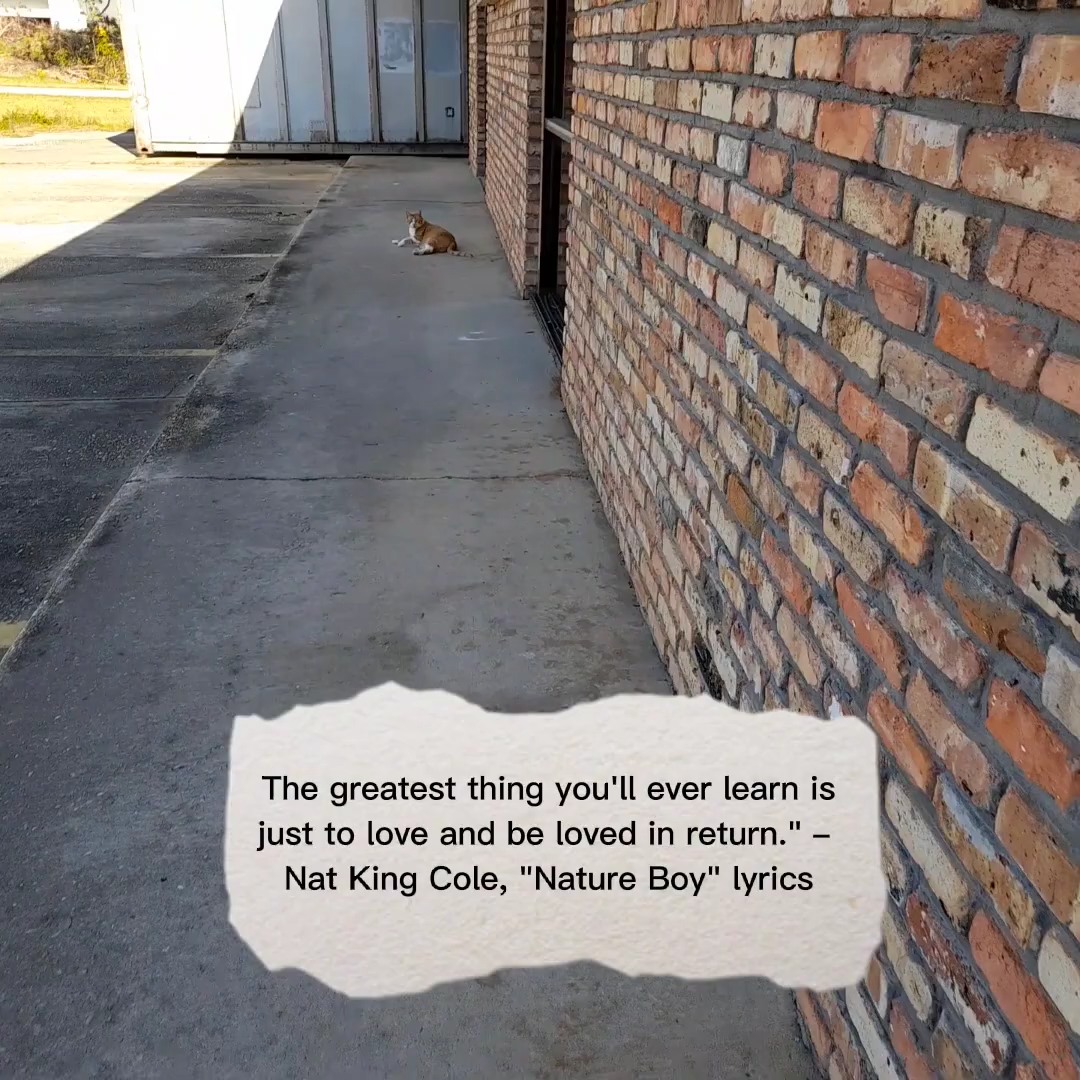 The greatest thing you'll ever learn is
just to love and be loved in return." –
Nat King Cole, "Nature Boy" lyrics